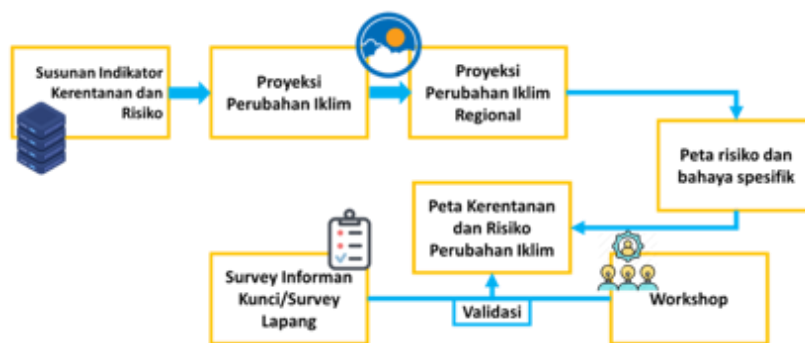 Susunan Indikator
Kerentanan dan
Risiko
Proyeksi
Perubahan Iklim
Proyeksi
Perubahan Iklim
Regional
Peta risiko dan
bahaya spesifik
Peta Kerentanan
dan Risiko
Perubahan Iklim
Survey Informan
Kunci/Survey
Lapang
Validasi
Workshop